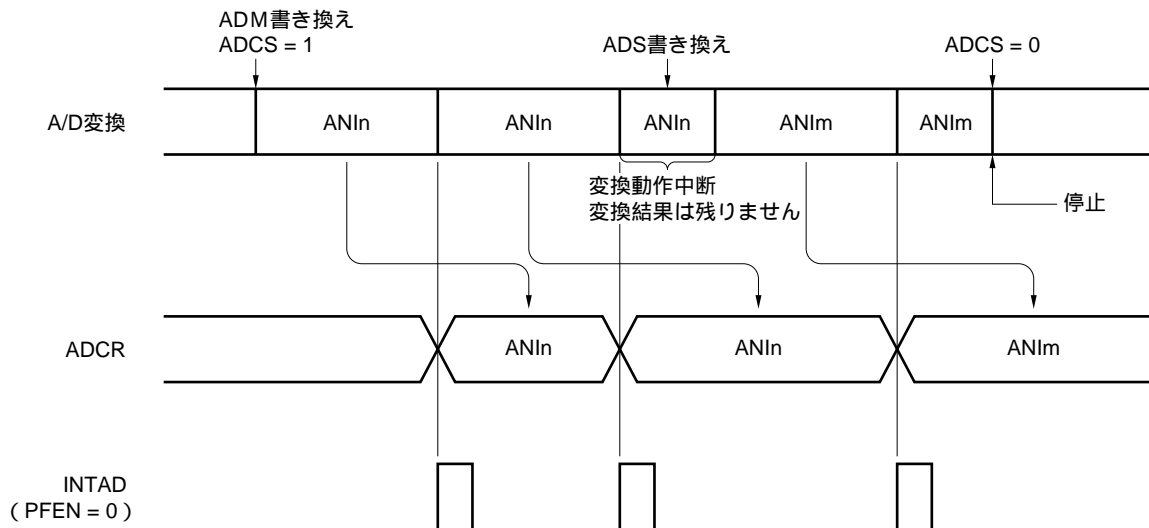 ADM書き換え
ADCS = 1
ADS書き換え
ADCS = 0
A/D変換
ANIn
ANIn
ANIn
ANIm
ANIm
変換動作中断
変換結果は残りません
停止
ADCR
ANIn
ANIn
ANIm
INTAD
( PFEN = 0 )